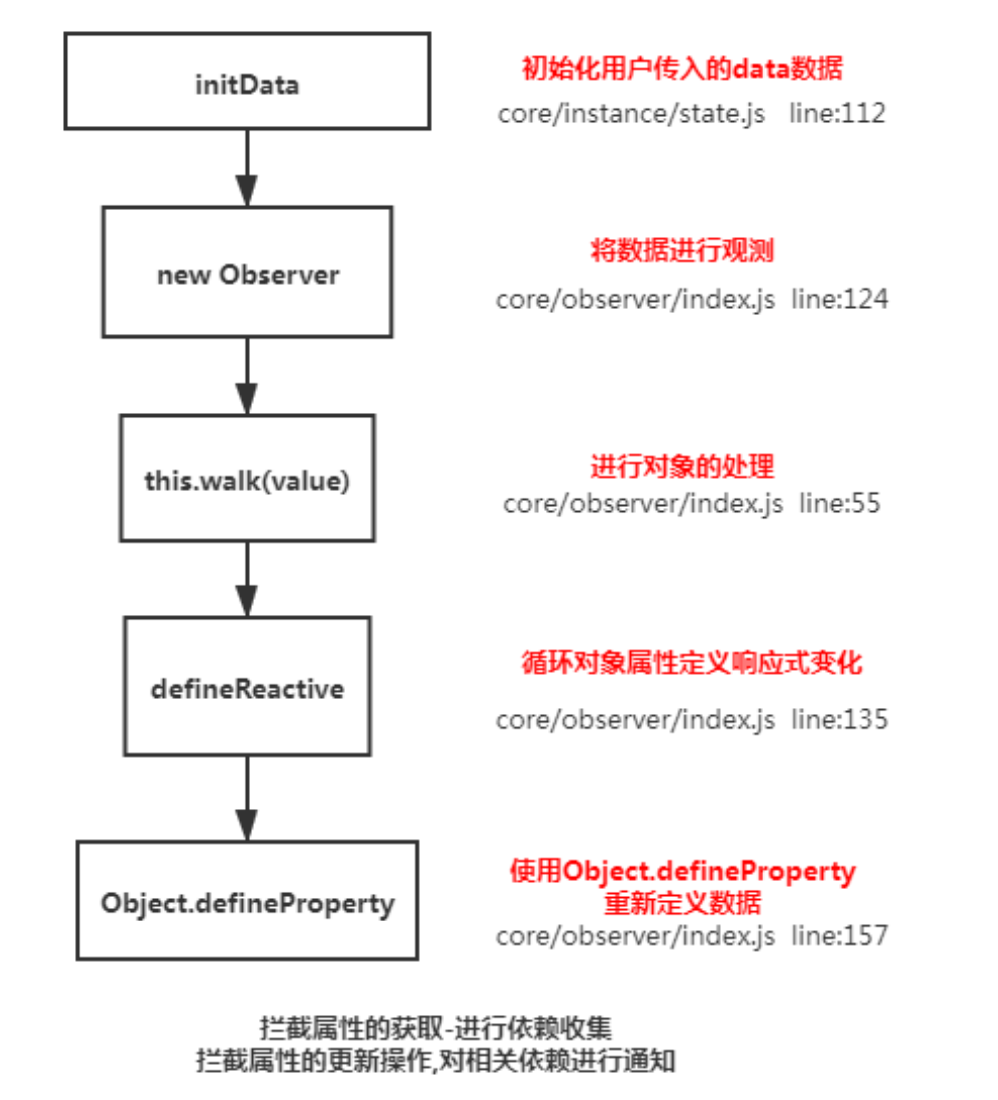 initData
初始化用户传入的data数据
core/instance/state.js line:112
new Observer
将数据进行观测
core/observer/index.js line:124
this.walk(value)
进行对象的处理
core/observer/index.js line:55
defineReactive
循环对象属性定义响应式变化
core/observer/index.js line:135
Object.defineProperty
使用Object.defineProperty
重新定义数据
core/observer/index.js line:157
拦截属性的获取-进行依赖收集
拦截属性的更新操作,对相关依赖进行通知